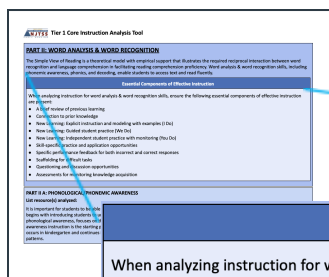 NJTSS Tier 1 Core Instruction Analysis Tool
PART II: WORD ANALYSIS & WORD RECOGNITION
The Simple View of Reading is a theoretical model with empirical support that illustrates the required reciprocal interaction between word
recognition and language comprehension in facilitating reading comprehension proficiency. Word analysis & word recognition skills, including
phonemic awareness, phonics, and decoding, enable students to access text and read fluently.
Essential Components of Effective Instruction
When analyzing instruction for word analysis & word recognition skills, ensure the following essential components of effective instruction
are present:
• A brief review of previous learning
• Connection to prior knowledge
• New Learning: Explicit instruction and modeling with examples (I Do)
• New Learning: Guided student practice (We Do)
• New Learning: Independent student practice with monitoring (You Do)
• Skill-specific practice and application opportunities
• Specific performance feedback for both incorrect and correct responses
• Scaffolding for difficult tasks
• Questioning and discussion opportunities
• Assessments for monitoring knowledge acquisition
PART II A: PHONOLOGICAL/PHONEMIC AWARENESS
List resource(s) analyzed:
It is important for students to be able
begins with introducing students to
phonological awareness, focuses on
awareness instruction is the starting
occurs in kindergarten and continues
patterns.
When analyzing instruction for w